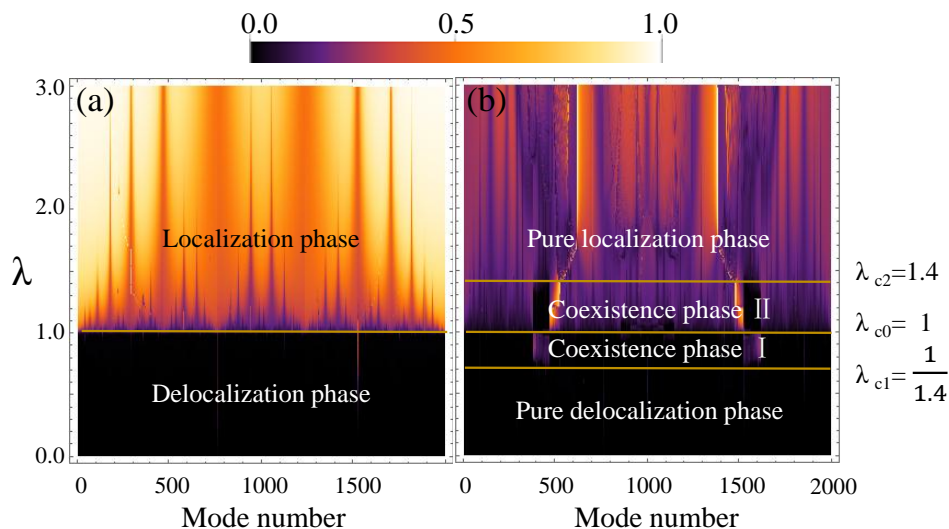 0.0 0.5 1.0
(a) (b)
3.0
2.0
1.0
0.0
λ
Localization phase
Delocalization phase
Pure localization phase
Coexistence phase Ⅱ
Coexistence phase Ⅰ
Pure delocalization phase
λ c2=1.4
λ c0= 1
λ c1= 1
1.4
0 500 1000 1500
0 500 1000 1500 2000
Mode number Mode number